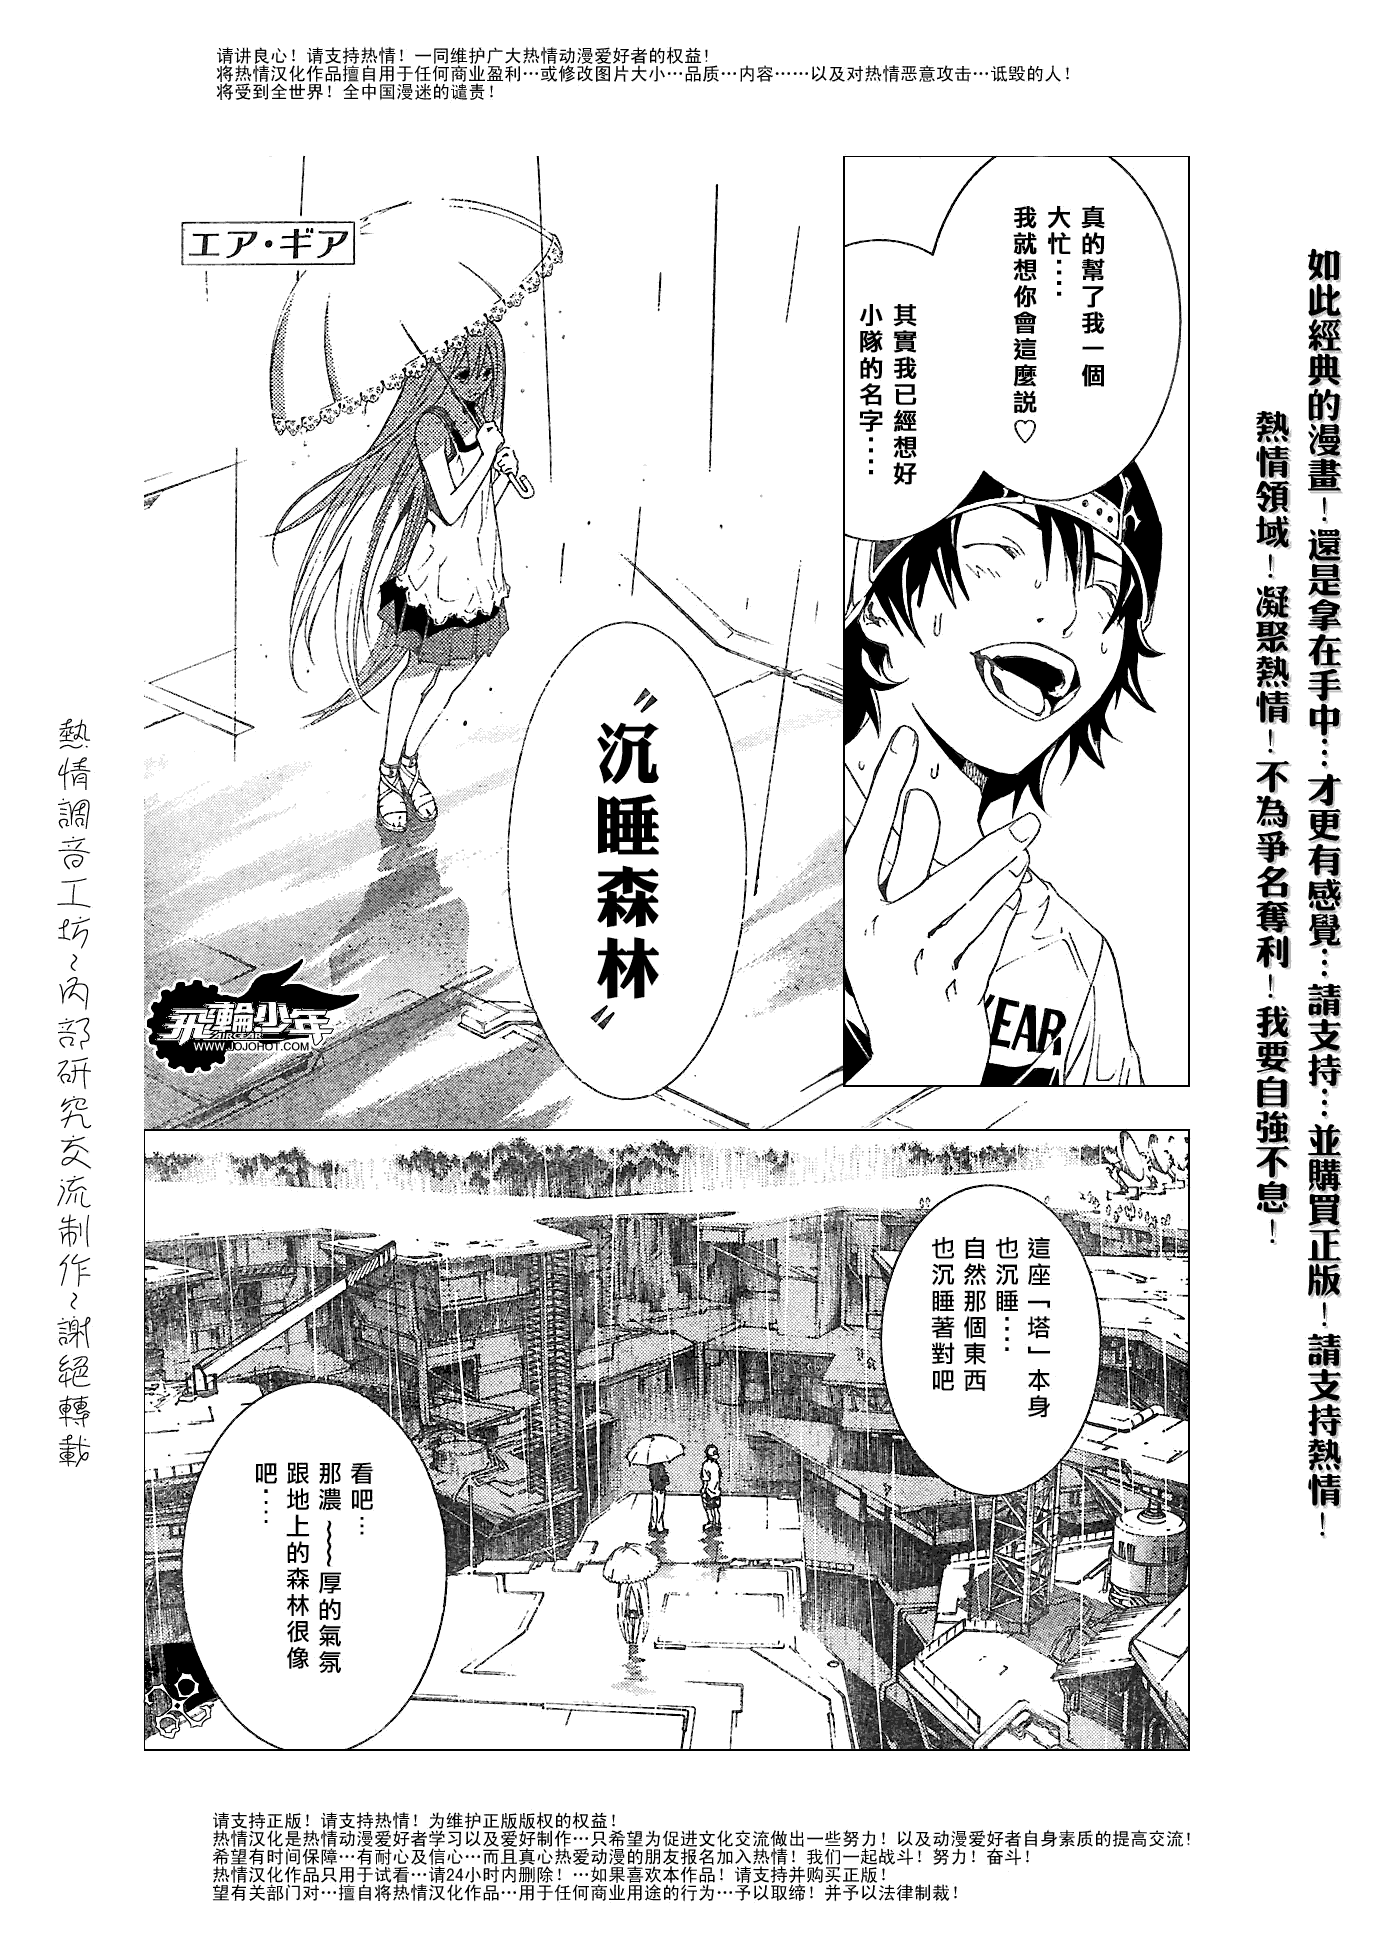 请讲良心！请支持热情！一同维护广大热情动漫爱好者的权益！
将热情汉化作品擅自用于任何商业盈利…或修改图片大小…品质…内容……以及对热情恶意攻击…诋毁的人！
将受到全世界！全中国漫迷的谴责！
如此經典的漫畫！還是拿在手中…才更有感覺…請支持…並購買正版！請支持熱情！
熱情領域！凝聚熱情！不為爭名奪利！我要自強不息！
真的幫了我一個
大忙‥‥
我就想你會這麼說♡
其實我已經想好
小隊的名字‥‥
YEAR
エア・ギア
〝沉睡森林〞
飛輪少年
AIRGEAR
WWW.JOJOHOT.COM
這座「塔」本身
也沉睡‥‥
自然那個東西
也沉睡著對吧
看吧…
那濃～～厚的氣氛
跟地上的森林很像
吧‥‥
熱情調音工坊~內部研究交流制作~謝絕轉載
请支持正版！请支持热情！为维护正版版权的权益！
热情汉化是热情动漫爱好者学习以及爱好制作…只希望为促进文化交流做出一些努力！以及动漫爱好者自身素质的提高交流！
希望有时间保障…有耐心及信心…而且真心热爱动漫的朋友报名加入热情！我们一起战斗！努力！奋斗！
热情汉化作品只用于试看…请24小时内删除！…如果喜欢本作品！请支持并购买正版！
望有关部门对…擅自将热情汉化作品…用于任何商业用途的行为…予以取缔！并予以法律制裁！